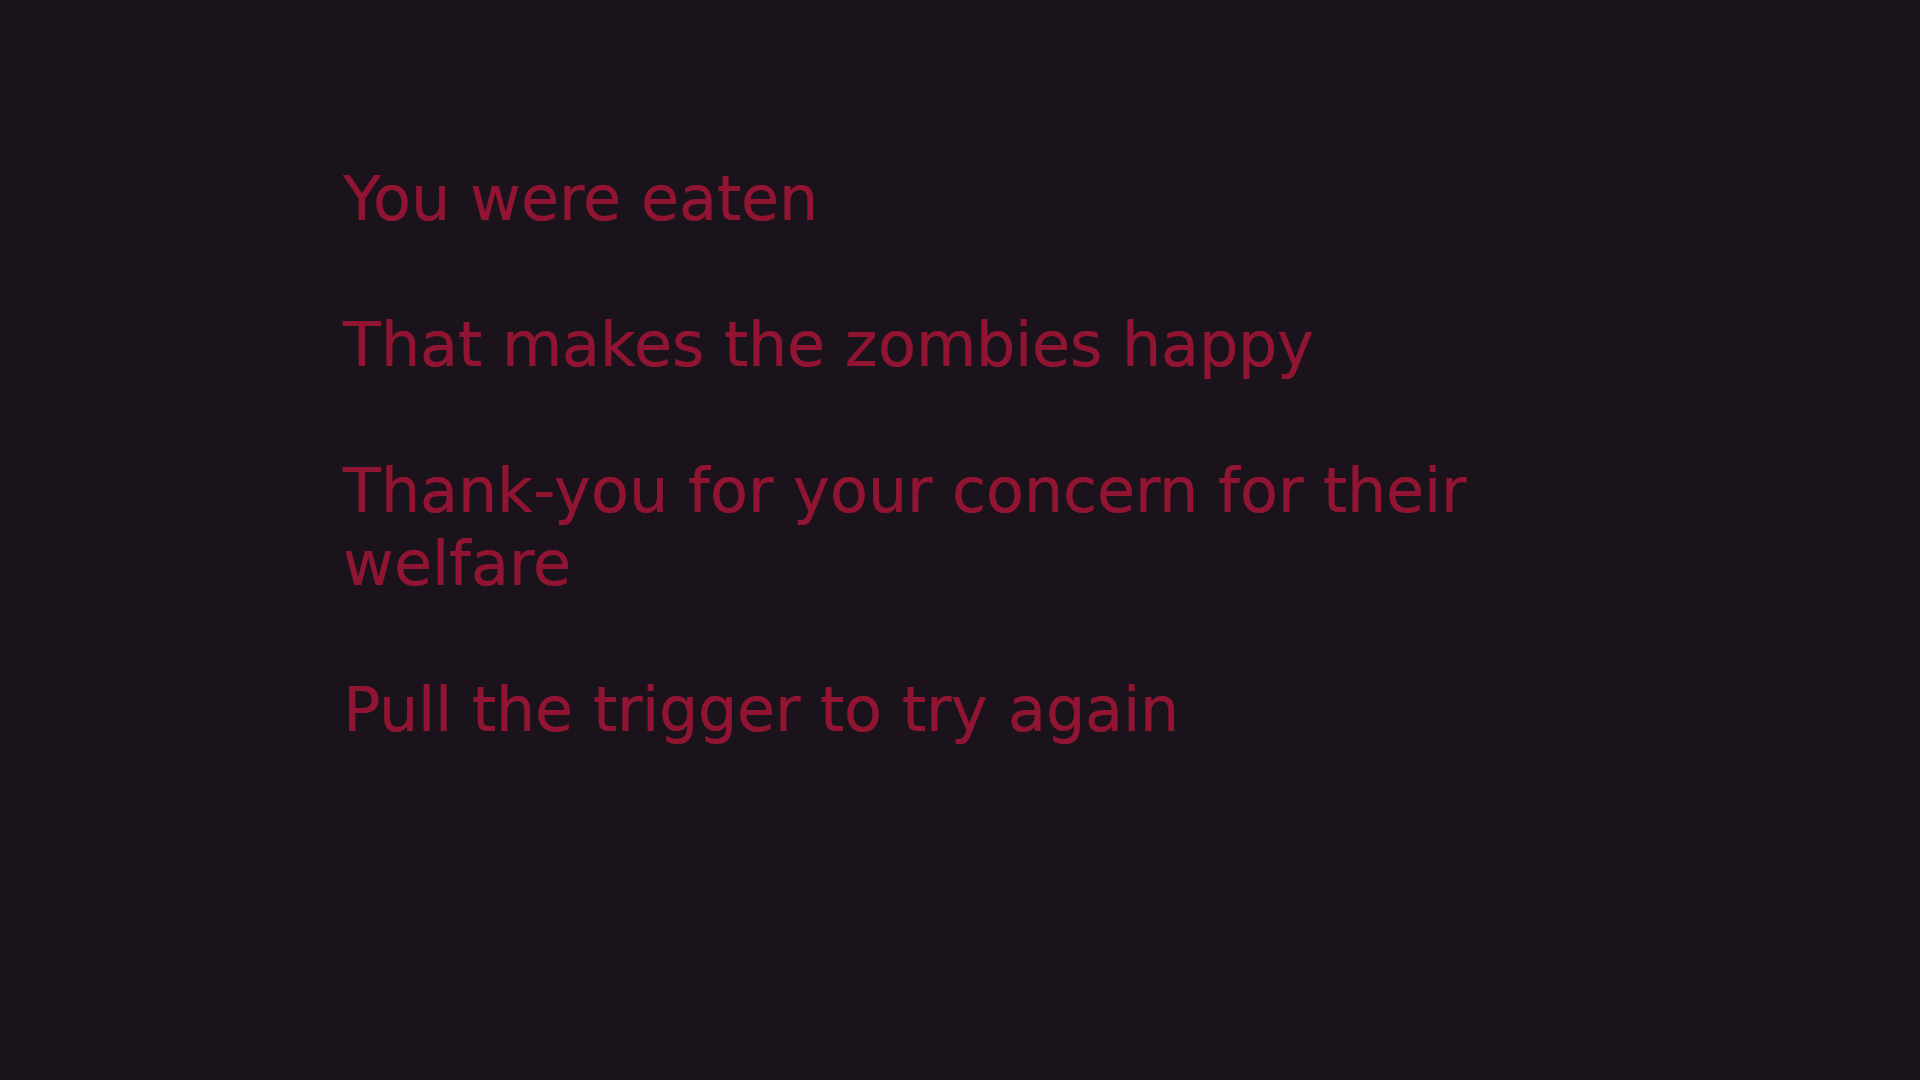 You were eaten
That makes the zombies happy
Thank-you for your concern for their
welfare
Pull the trigger to try again